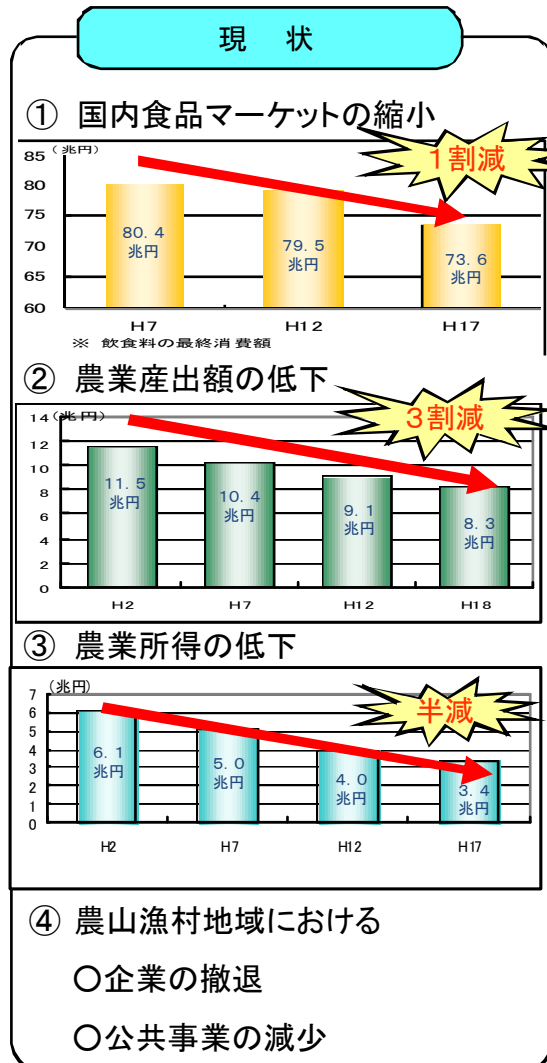 現 状
① 国内食品マーケットの縮小
(兆円)
1割減
85
80
75
70
65
60
80.4
兆円
79.5
兆円
73.6
兆円
H7 H12 H17
※ 飲食料の最終消費額
② 農業産出額の低下
(兆円)
3割減
14
12
10
8
6
4
2
0
11.5
兆円
10.4
兆円
9.1
兆円
8.3
兆円
H2 H7 H12 H18
③ 農業所得の低下
(兆円)
半減
7
6
5
4
3
2
1
0
6.1
兆円
5.0
兆円
4.0
兆円
3.4
兆円
H2 H7 H12 H17
④ 農山漁村地域における
○企業の撤退
○公共事業の減少